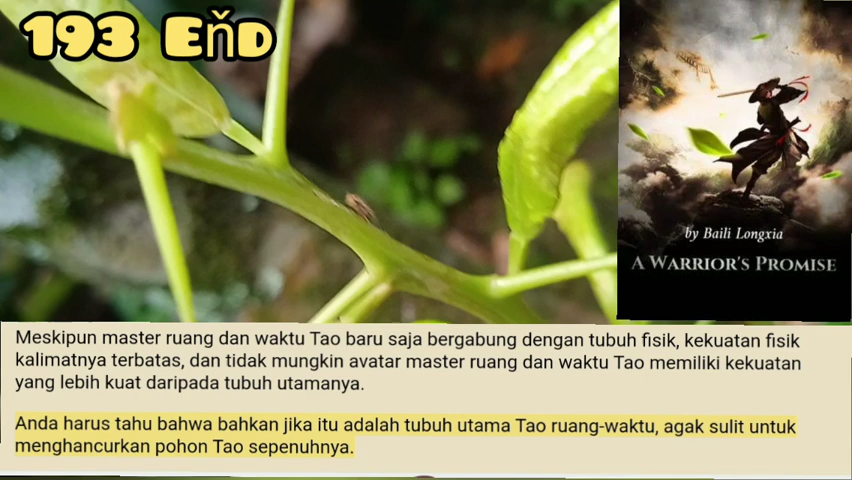 193 Eňd
by Baili Longxia
A WARRIOR'S PROMISE
Meskipun master ruang dan waktu Tao baru saja bergabung dengan tubuh fisik, kekuatan fisik
kalimatnya terbatas, dan tidak mungkin avatar master ruang dan waktu Tao memiliki kekuatan
yang lebih kuat daripada tubuh utamanya.
Anda harus tahu bahwa bahkan jika itu adalah tubuh utama Tao ruang-waktu, agak sulit untuk
menghancurkan pohon Tao sepenuhnya.